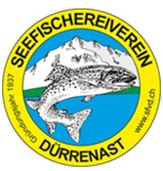 SEEFISCHEREIVEREIN
Gründungsjahr 1937
www.sfvd.ch
DÜRRENAST